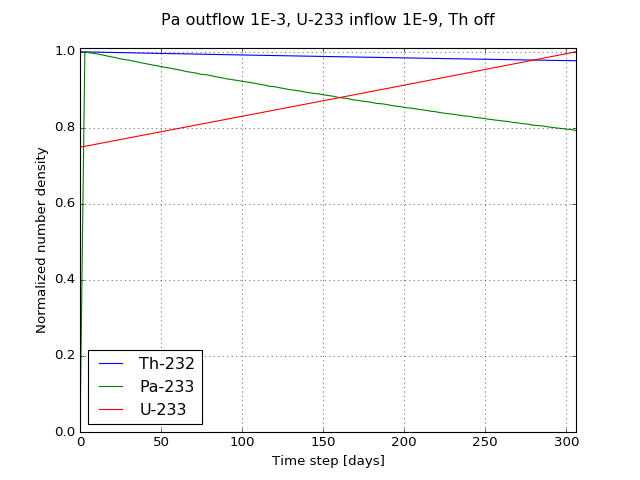 Pa outflow 1E-3, U-233 inflow 1E-9, Th off
1.0
0.8
0.6
0.4
0.2
0.0
Normalized number density
Th-232
Pa-233
U-233
0 50 100 150 200 250 300
Time step [days]